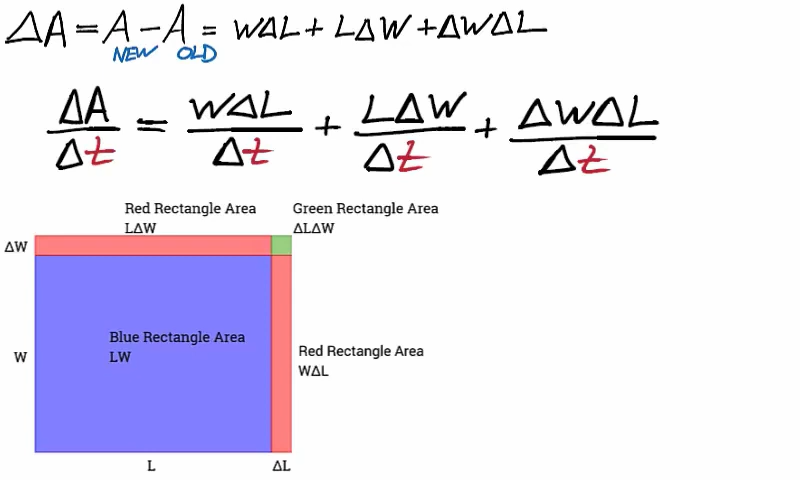 ΔA = A - A = WΔL + LΔW + ΔWΔL
NEW OLD
ΔA/Δt = WΔL/Δt + LΔW/Δt + ΔWΔL/Δt
Red Rectangle Area
LΔW
Green Rectangle Area
ΔLΔW
ΔW
Blue Rectangle Area
LW
W
Red Rectangle Area
WΔL
L
ΔL